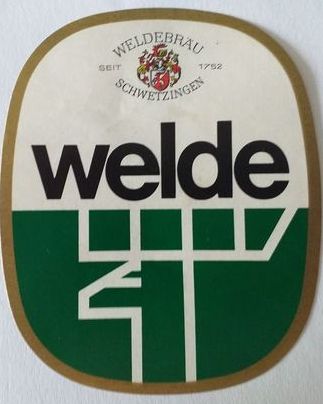 WELDEBRÄU
SEIT 1752
SCHWETZINGEN
welde